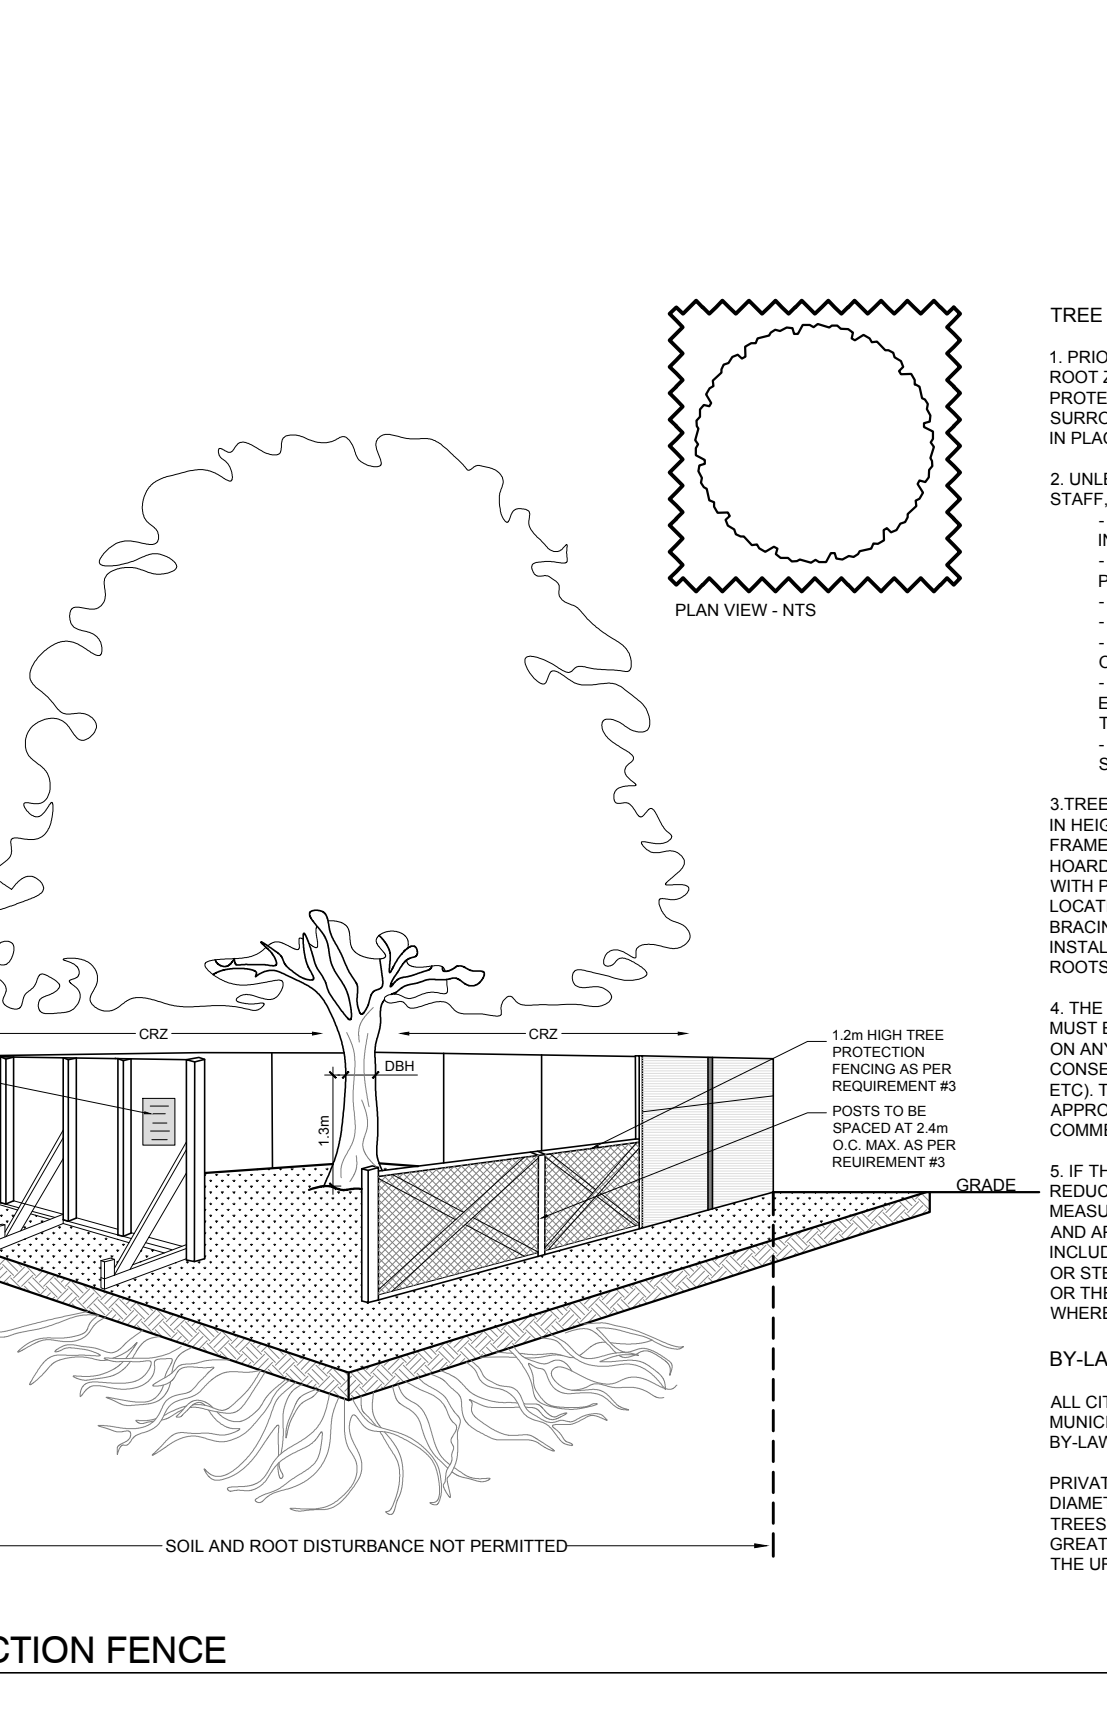 PLAN VIEW - NTS
CRZ
CRZ
DBH
1.3m
1.2m HIGH TREE
PROTECTION
FENCING AS PER
REQUIREMENT #3
POSTS TO BE
SPACED AT 2.4m
O.C. MAX. AS PER
REUIREMENT #3
GRADE
SOIL AND ROOT DISTURBANCE NOT PERMITTED
CTION FENCE
TREE
1. PRIO
ROOT Z
PROTE
SURRO
IN PLAC
2. UNLE
STAFF,
-
IN
-
P
-
-
-
C
-
E
T
-
S
3.TREE
IN HEIG
FRAME
HOARD
WITH P
LOCATI
BRACIN
INSTAL
ROOTS
4. THE
MUST B
ON ANY
CONSE
ETC). T
APPRO
COMME
5. IF TH
REDUC
MEASU
AND AP
INCLUD
OR STE
OR THE
WHERE
BY-LA
ALL CIT
MUNICI
BY-LAW
PRIVAT
DIAMET
TREES
GREAT
THE UR